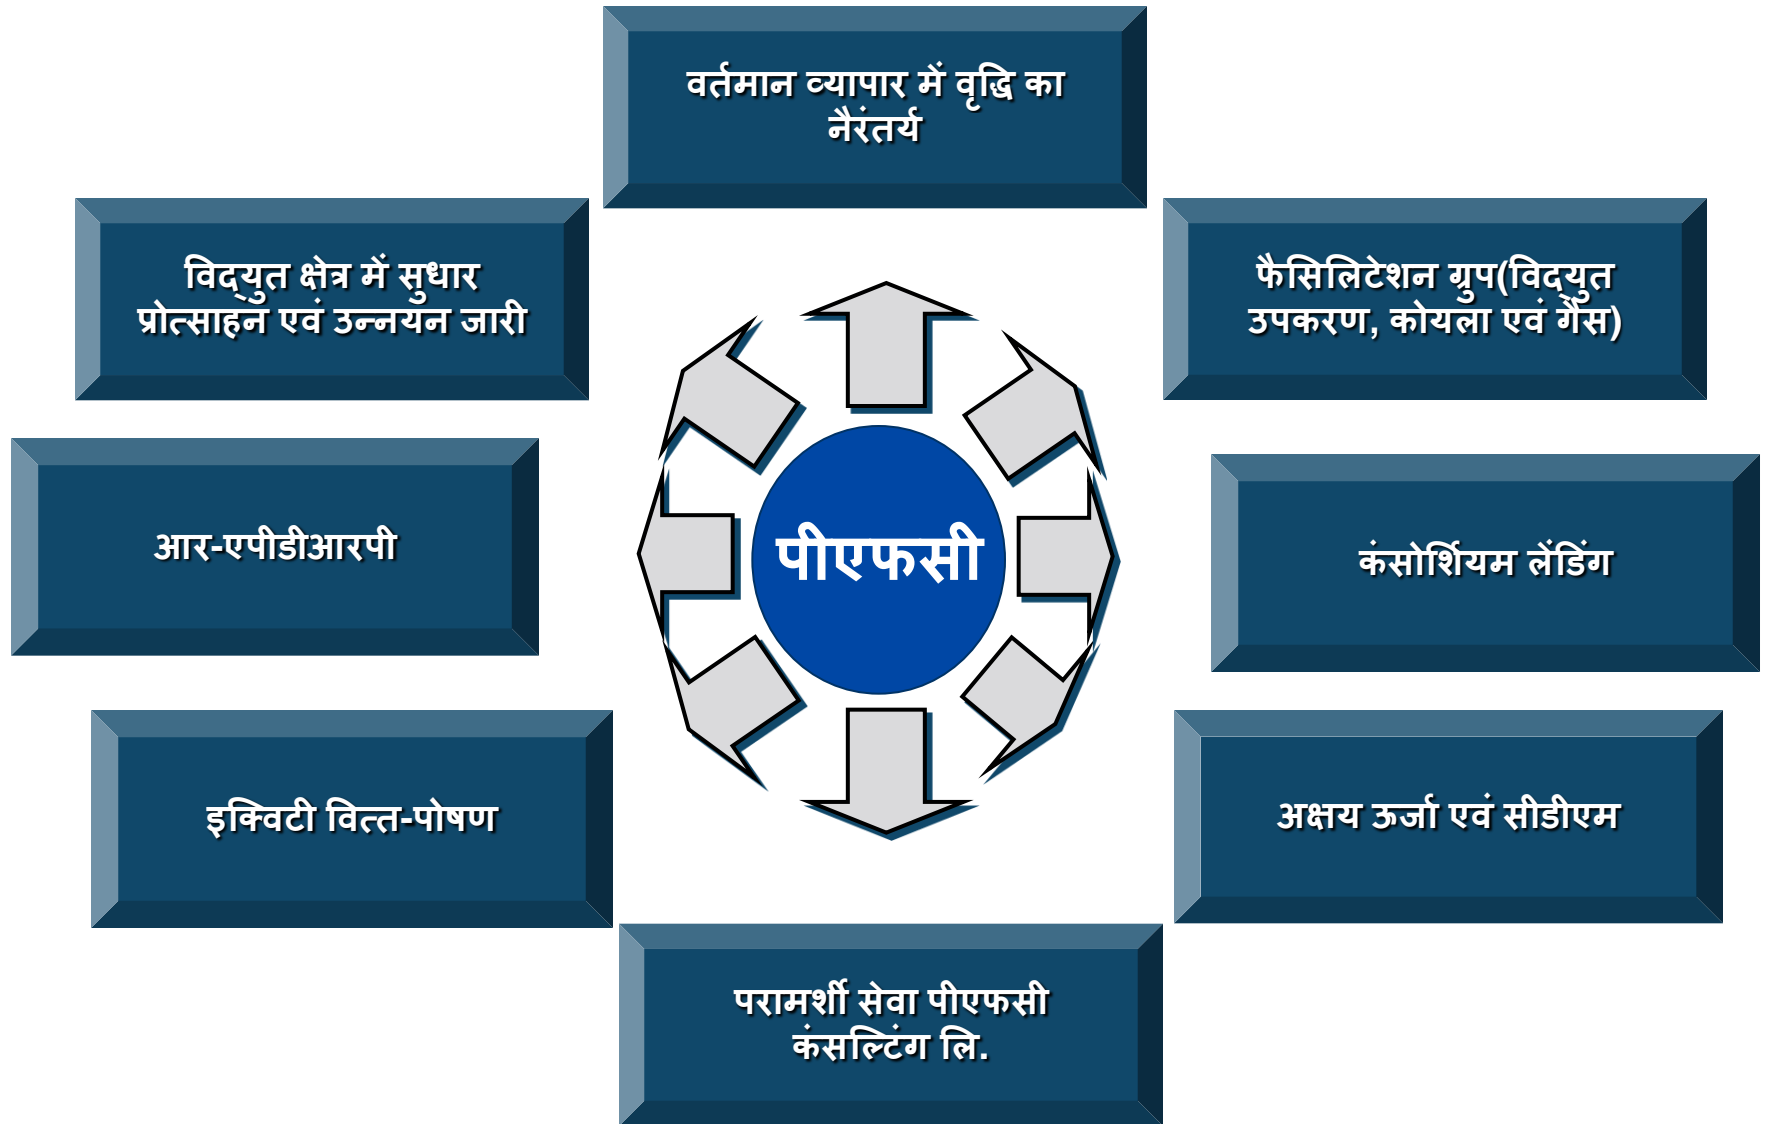 वर्तमान व्यापार में वृद्धि का
नैरंतर्य
विद्युत क्षेत्र में सुधार
प्रोत्साहन एवं उन्नयन जारी
फैसिलिटेशन ग्रुप(विद्युत
उपकरण, कोयला एवं गैस)
आर-एपीडीआरपी
पीएफसी
कंसोर्शियम लेंडिंग
इक्विटी वित्त-पोषण
अक्षय ऊर्जा एवं सीडीएम
परामर्शी सेवा पीएफसी
कंसल्टिंग लि.